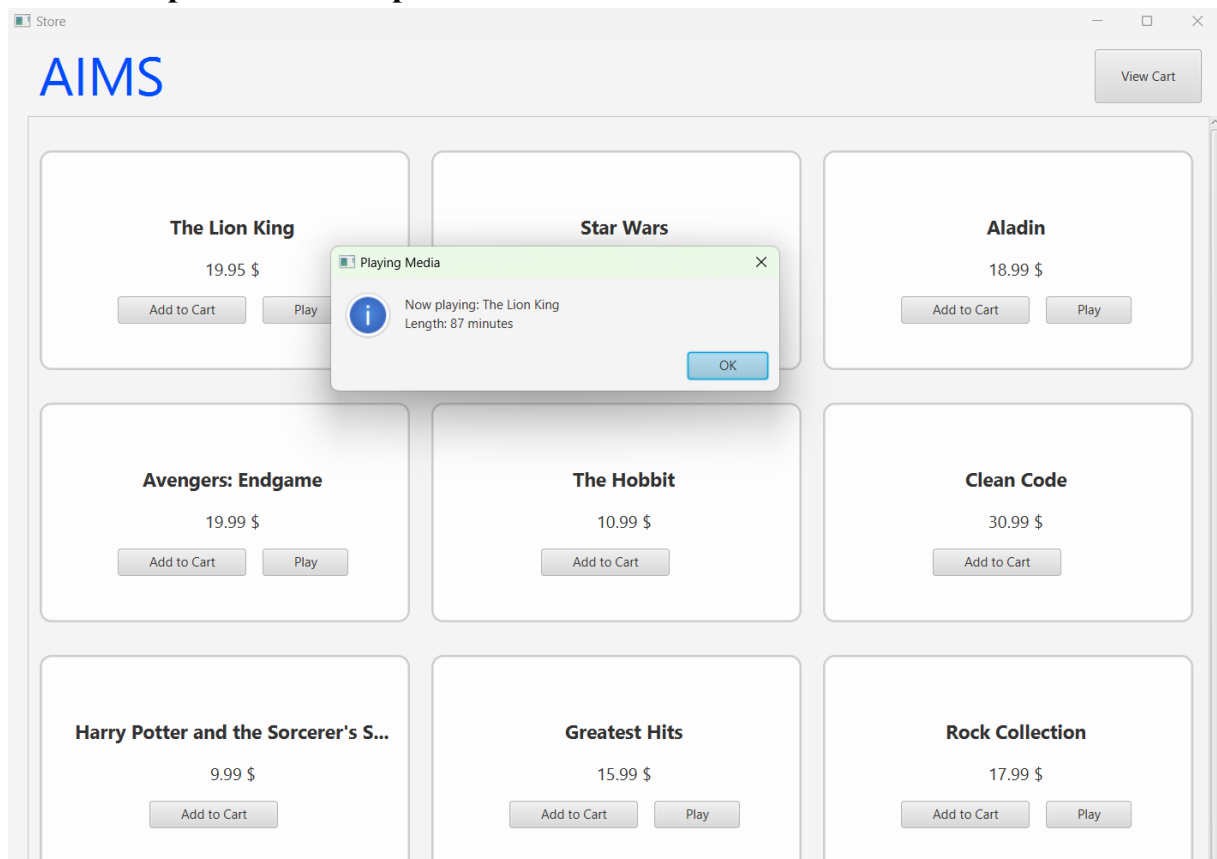 Store
AIMS
View Cart
The Lion King
Star Wars
Aladin
19.95 $
18.99 $
Add to Cart
Play
Add to Cart
Play
Playing Media
Now playing: The Lion King
Length: 87 minutes
OK
Avengers: Endgame
The Hobbit
Clean Code
19.99 $
10.99 $
30.99 $
Add to Cart
Play
Add to Cart
Add to Cart
Harry Potter and the Sorcerer's S...
Greatest Hits
Rock Collection
9.99 $
15.99 $
17.99 $
Add to Cart
Add to Cart
Play
Add to Cart
Play